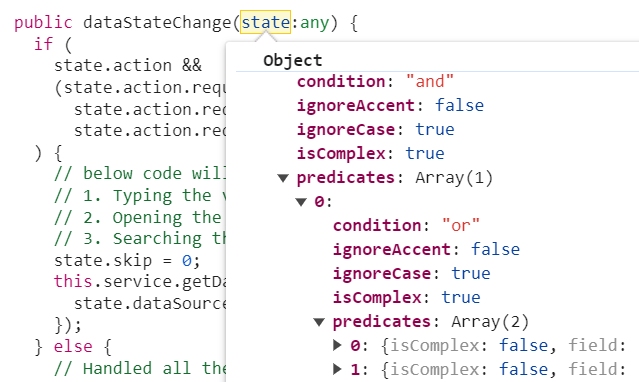 public dataStateChange(state:any) {
if (
state.action &&
(state.action.requ
state.action.rec
state.action.rec
) {
// below code wil
// 1. Typing the v
// 2. Opening the
// 3. Searching th
state.skip = 0;
this.service.getDa
state.dataSource
});
} else {
// Handled all the
Object
condition: "and"
ignoreAccent: false
ignoreCase: true
isComplex: true
▼ predicates: Array(1)
▼ 0:
condition: "or"
ignoreAccent: false
ignoreCase: true
isComplex: true
▼ predicates: Array(2)
▶ 0: {isComplex: false, field:
▶ 1: {isComplex: false, field: